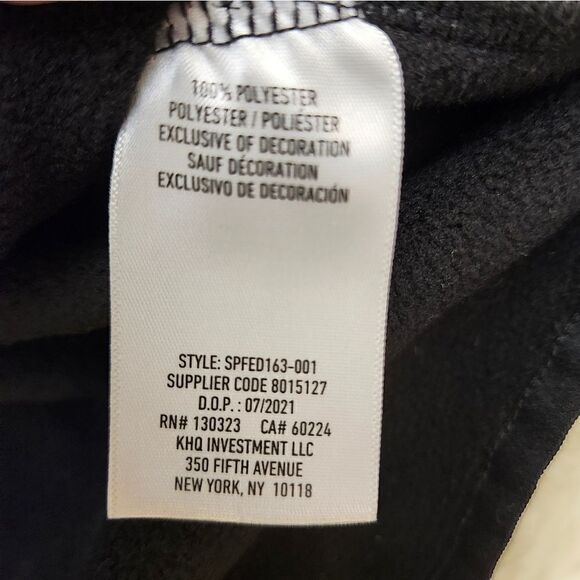 100% POLYESTER
POLYESTER / POLIÉSTER
EXCLUSIVE OF DECORATION
SAUF DÉCORATION
EXCLUSIVO DE DECORACIÓN
STYLE: SPFED163-001
SUPPLIER CODE 8015127
D.O.P. : 07/2021
RN# 130323 CA# 60224
KHQ INVESTMENT LLC
350 FIFTH AVENUE
NEW YORK, NY 10118